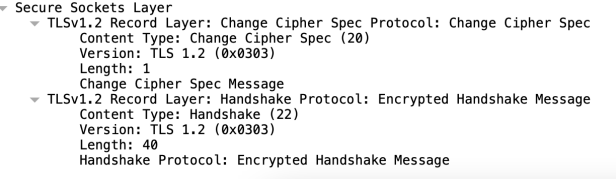 Secure Sockets Layer
TLSv1.2 Record Layer: Change Cipher Spec Protocol: Change Cipher Spec
Content Type: Change Cipher Spec (20)
Version: TLS 1.2 (0x0303)
Length: 1
Change Cipher Spec Message
TLSv1.2 Record Layer: Handshake Protocol: Encrypted Handshake Message
Content Type: Handshake (22)
Version: TLS 1.2 (0x0303)
Length: 40
Handshake Protocol: Encrypted Handshake Message